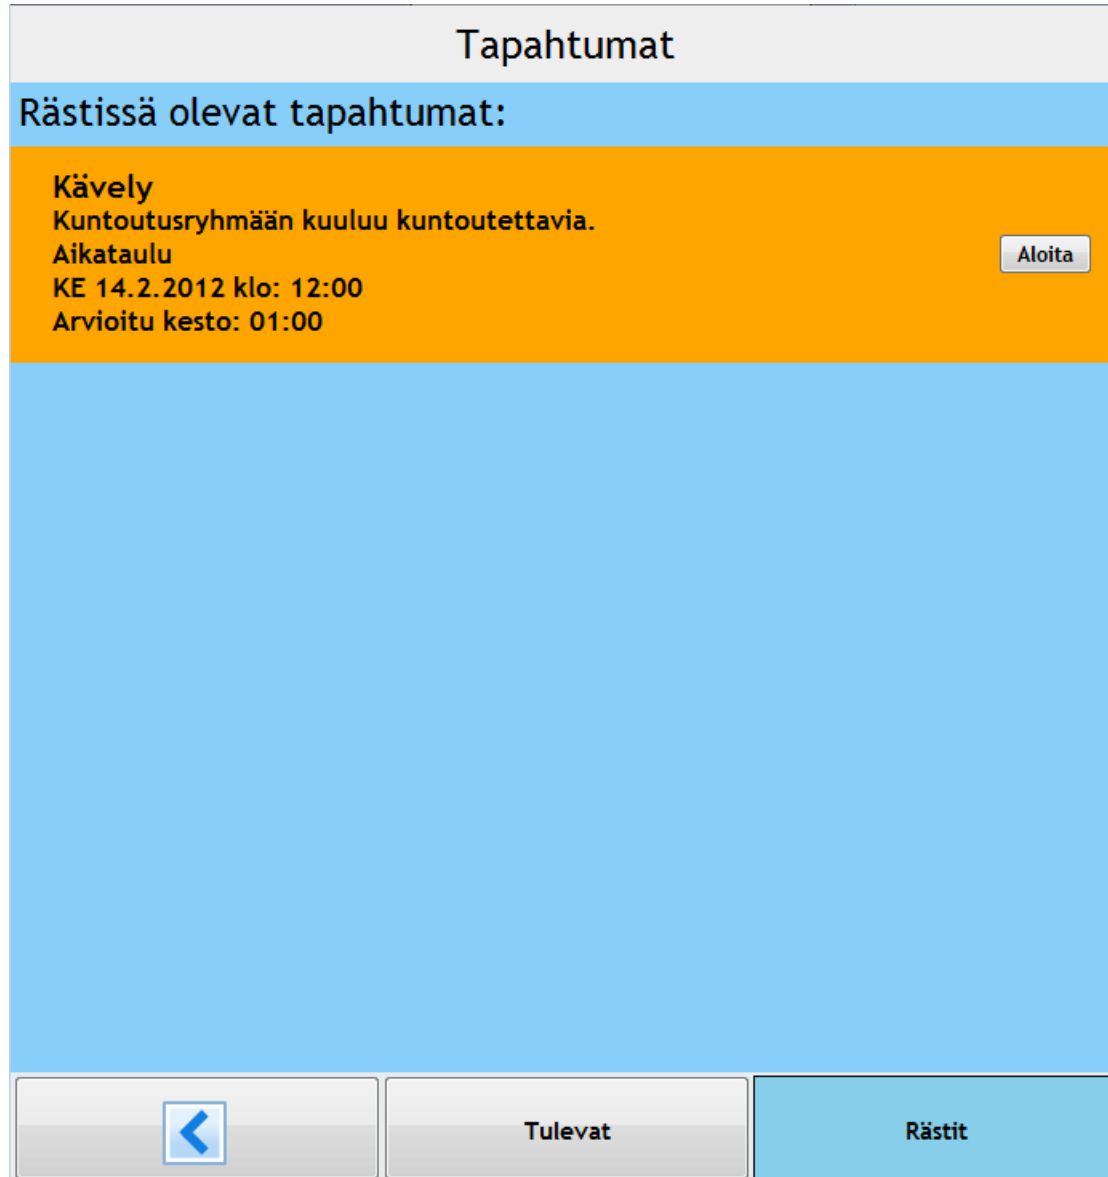 Tapahtumat
Rästissä olevat tapahtumat:
Kävely
Kuntoutusryhmään kuuluu kuntoutettavia.
Aikataulu
KE 14.2.2012 klo: 12:00
Arvioitu kesto: 01:00
Aloita
Tulevat
Rästit